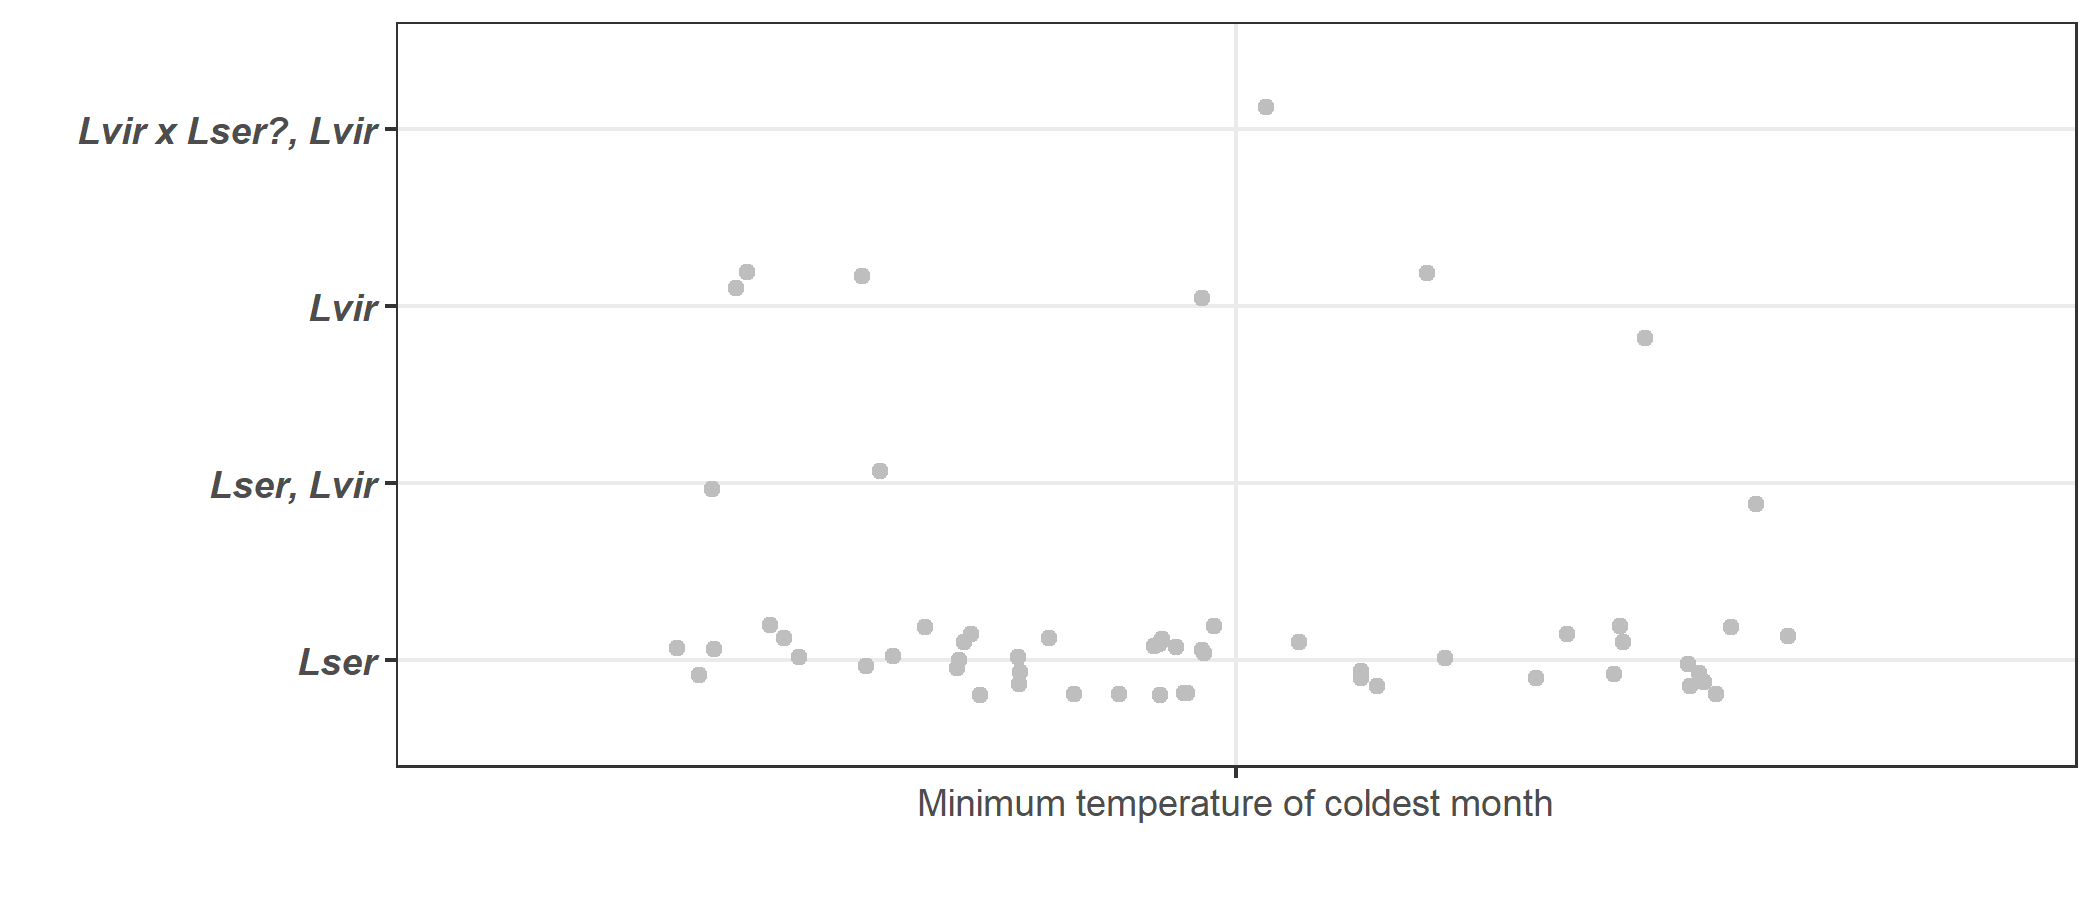 Lvir x Lser?, Lvir
Lvir
Lser, Lvir
Lser
Minimum temperature of coldest month